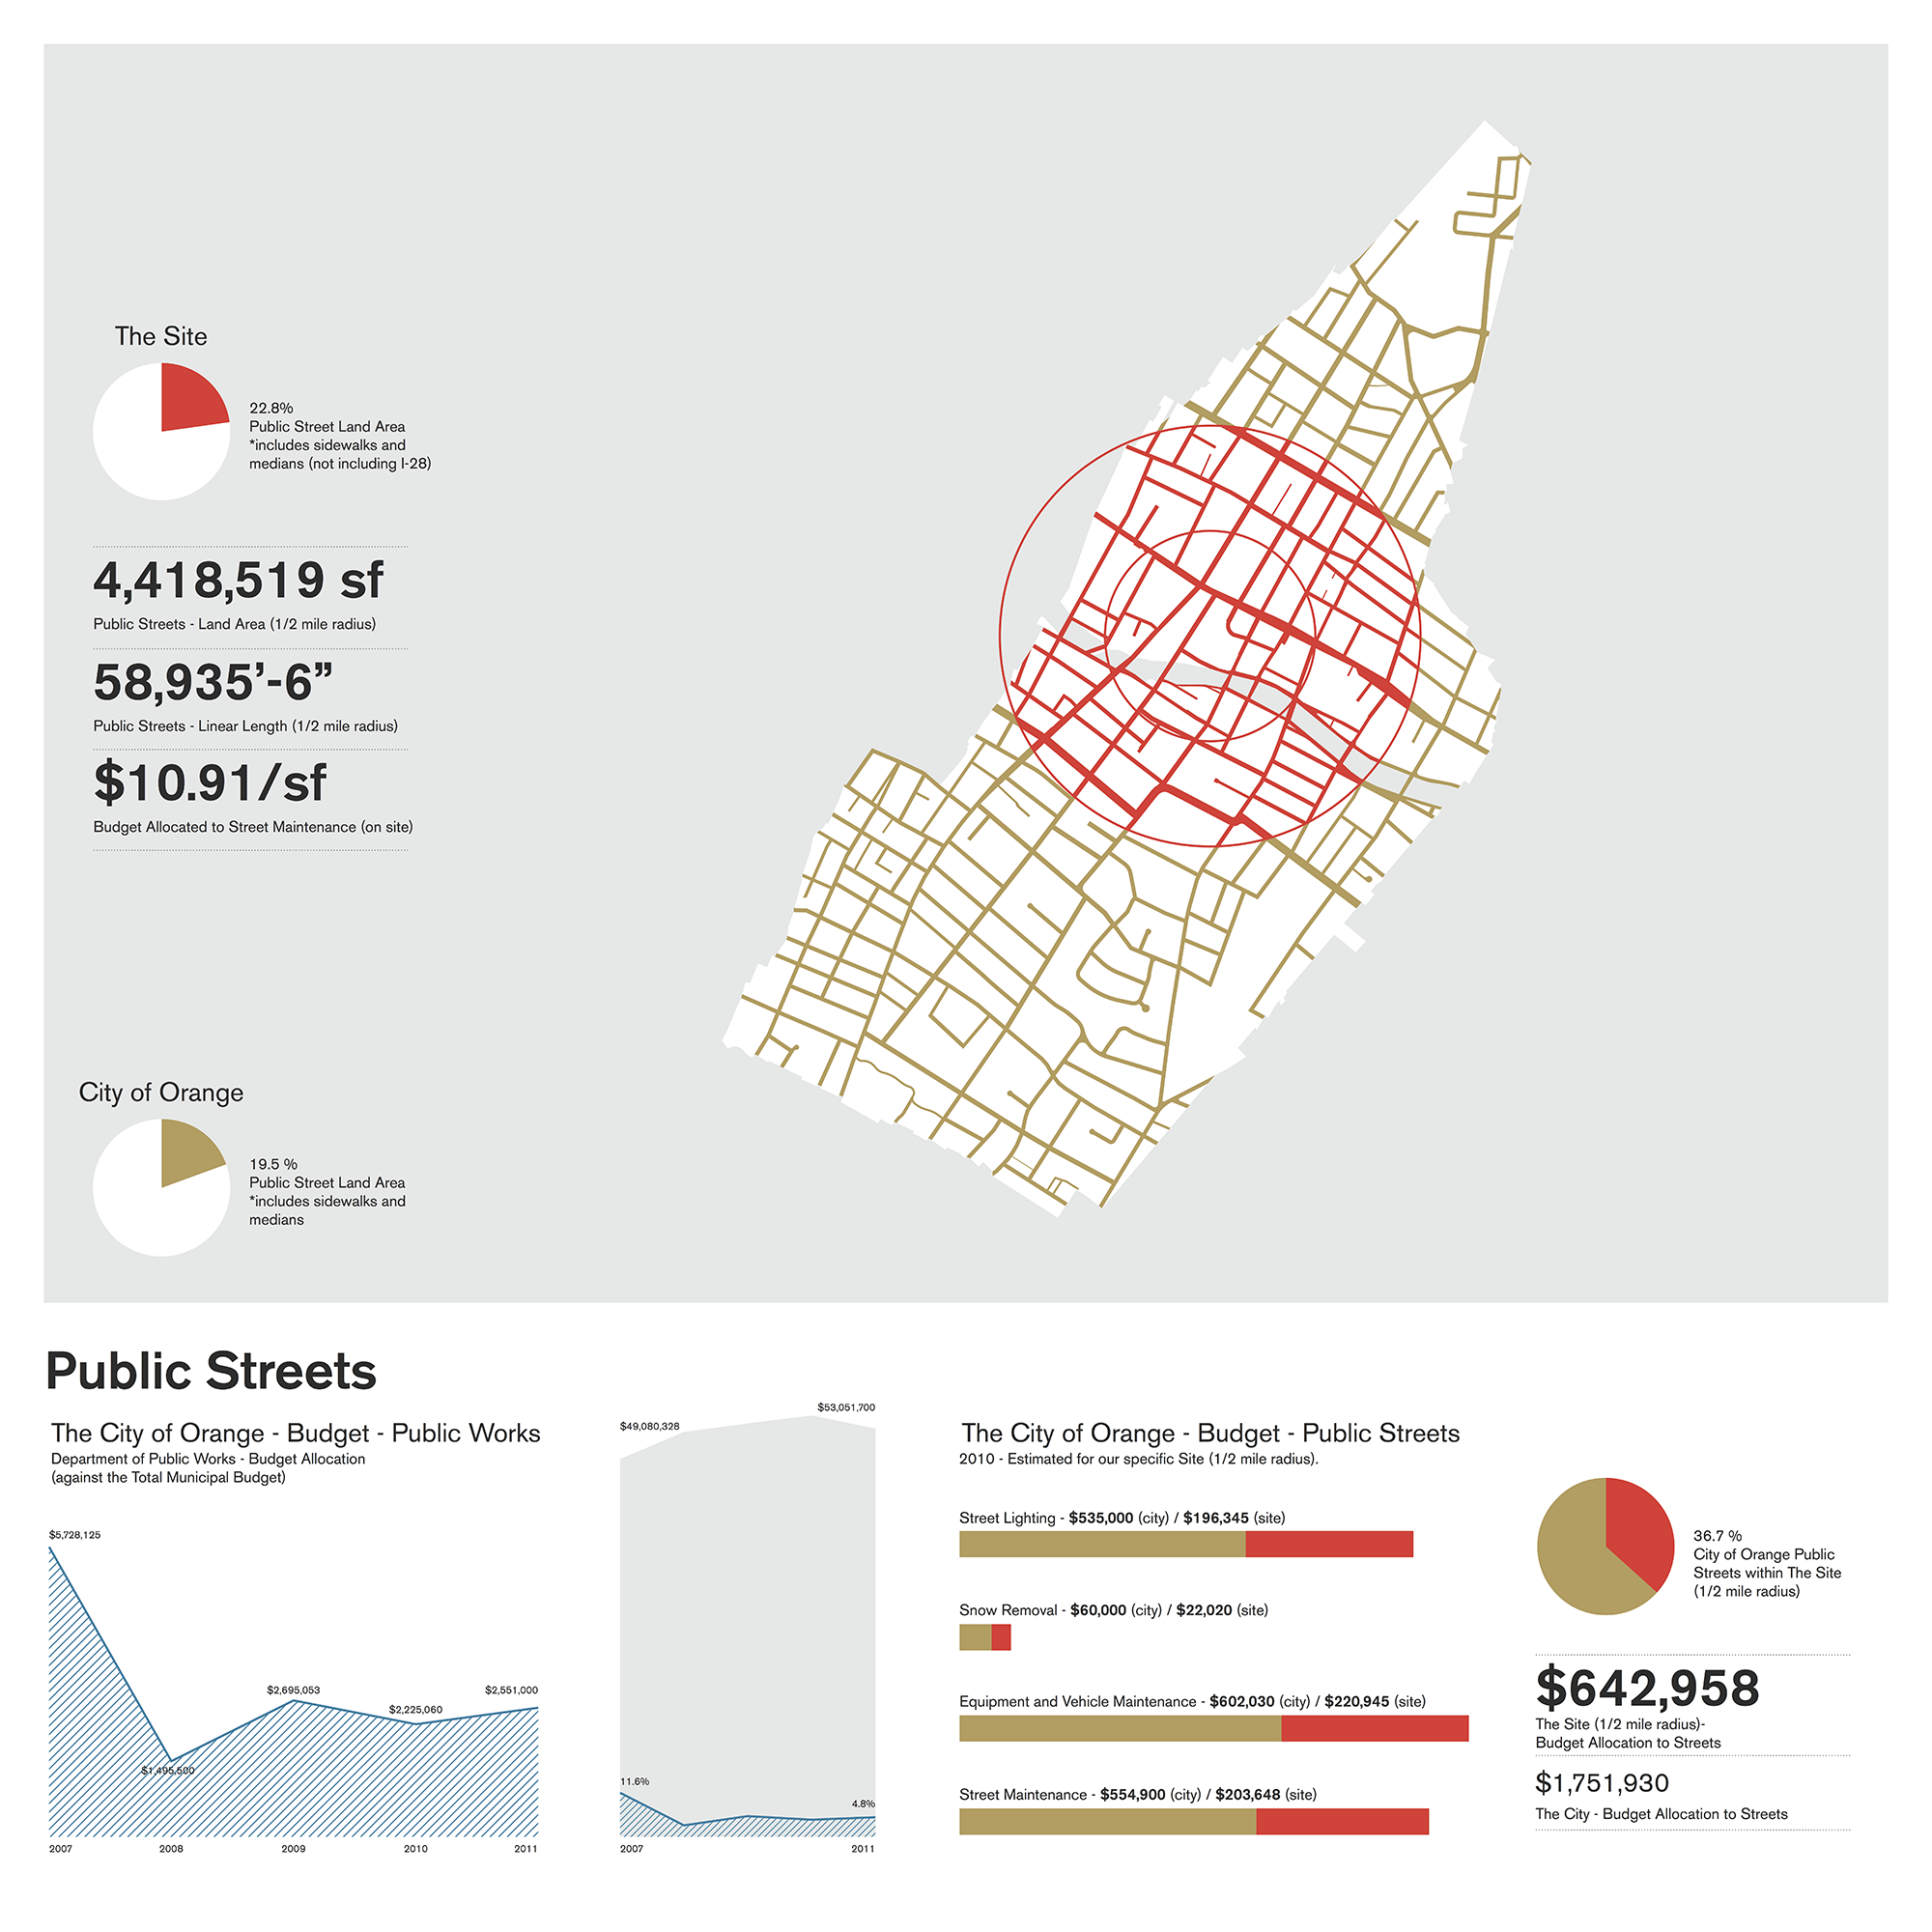 The Site
22.8%
Public Street Land Area
*includes sidewalks and
medians (not including I-28)
4,418,519 sf
Public Streets - Land Area (1/2 mile radius)
58,935’-6”
Public Streets - Linear Length (1/2 mile radius)
$10.91/sf
Budget Allocated to Street Maintenance (on site)
City of Orange
19.5 %
Public Street Land Area
*includes sidewalks and
medians
Public Streets
The City of Orange - Budget - Public Works
Department of Public Works - Budget Allocation
(against the Total Municipal Budget)
$5,728,125
$1,495,500
$2,695,053
$2,225,060
$2,551,000
2007
2008
2009
2010
2011
$49,080,328
$53,051,700
11.6%
4.8%
2007
2011
The City of Orange - Budget - Public Streets
2010 - Estimated for our specific Site (1/2 mile radius).
Street Lighting - $535,000 (city) / $196,345 (site)
Snow Removal - $60,000 (city) / $22,020 (site)
Equipment and Vehicle Maintenance - $602,030 (city) / $220,945 (site)
Street Maintenance - $554,900 (city) / $203,648 (site)
36.7 %
City of Orange Public
Streets within The Site
(1/2 mile radius)
$642,958
The Site (1/2 mile radius)-
Budget Allocation to Streets
$1,751,930
The City - Budget Allocation to Streets